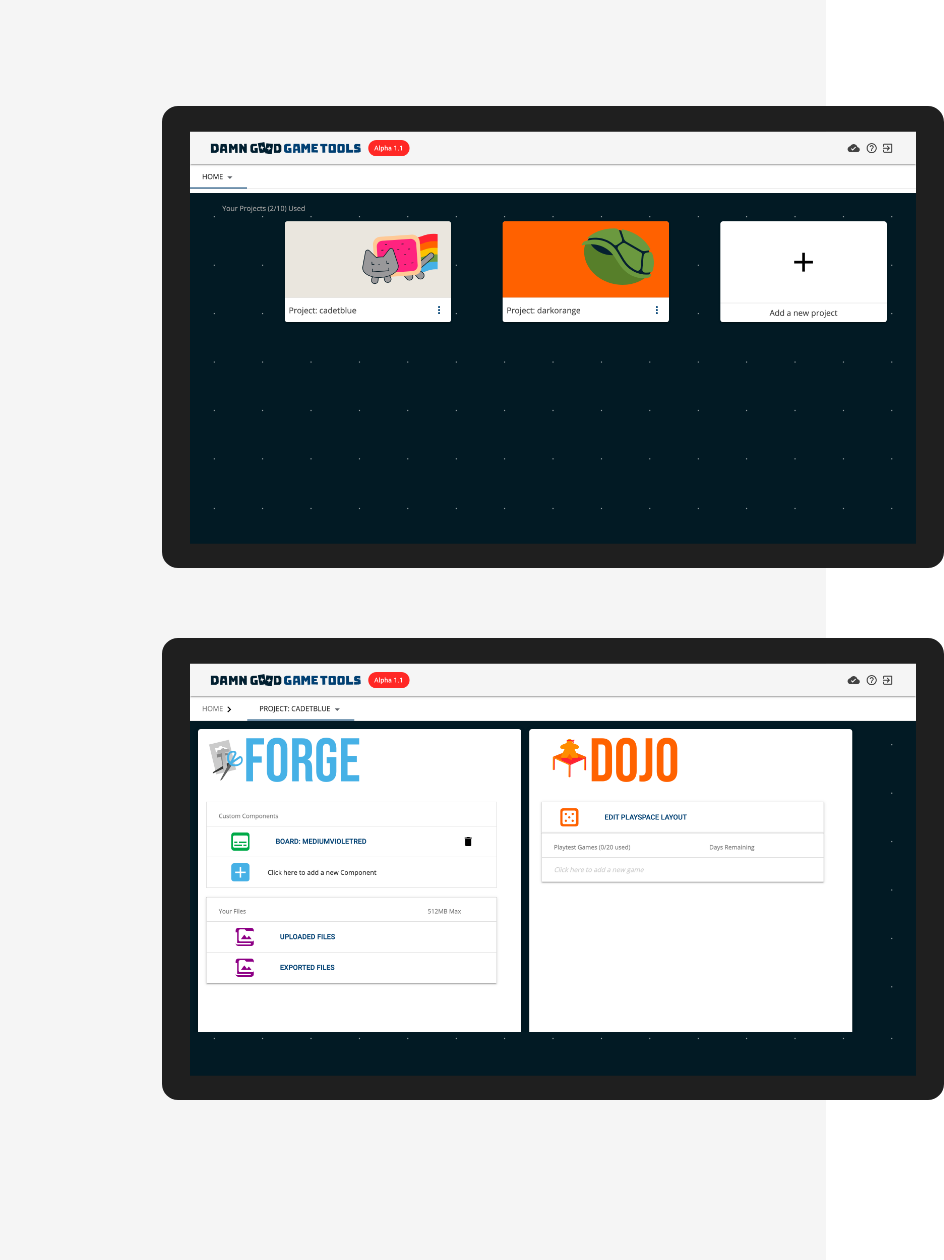 DAMN GOOD GAME TOOLS Alpha 1.1
HOME
Your Projects (2/10) Used
Project: cadetblue
Project: darkorange
Add a new project
DAMN GOOD GAME TOOLS Alpha 1.1
HOME
PROJECT: CADETBLUE
FORGE
Custom Components
BOARD: MEDIUMVIOLETRED
Click here to add a new Component
Your Files 512MB Max
UPLOADED FILES
EXPORTED FILES
DOJO
EDIT PLAYSPACE LAYOUT
Playtest Games (0/20 used) Days Remaining
Click here to add a new game